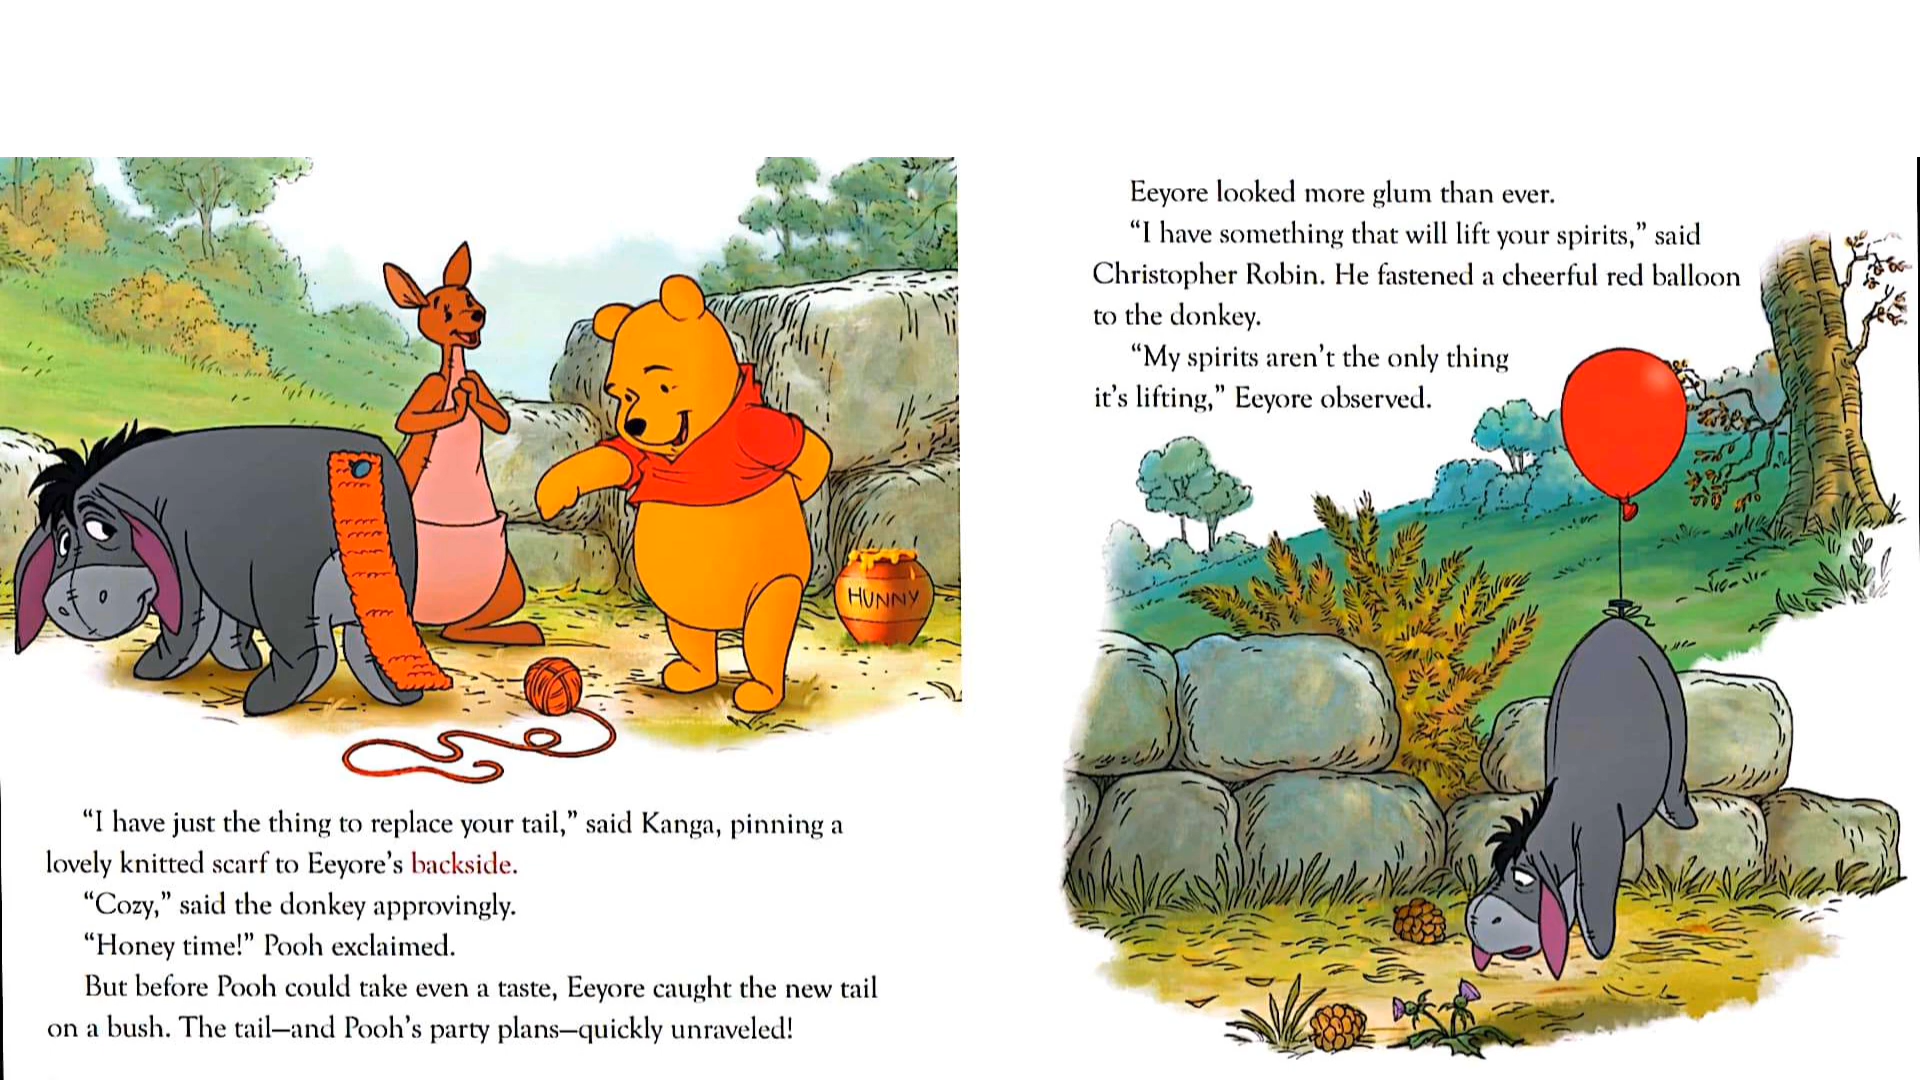 HUNNY
“I have just the thing to replace your tail,” said Kanga, pinning a
lovely knitted scarf to Eeyore’s backside.
“Cozy,” said the donkey approvingly.
“Honey time!” Pooh exclaimed.
But before Pooh could take even a taste, Eeyore caught the new tail
on a bush. The tail—and Pooh’s party plans—quickly unraveled!
Eeyore looked more glum than ever.
“I have something that will lift your spirits,” said
Christopher Robin. He fastened a cheerful red balloon
to the donkey.
“My spirits aren’t the only thing
it’s lifting,” Eeyore observed.